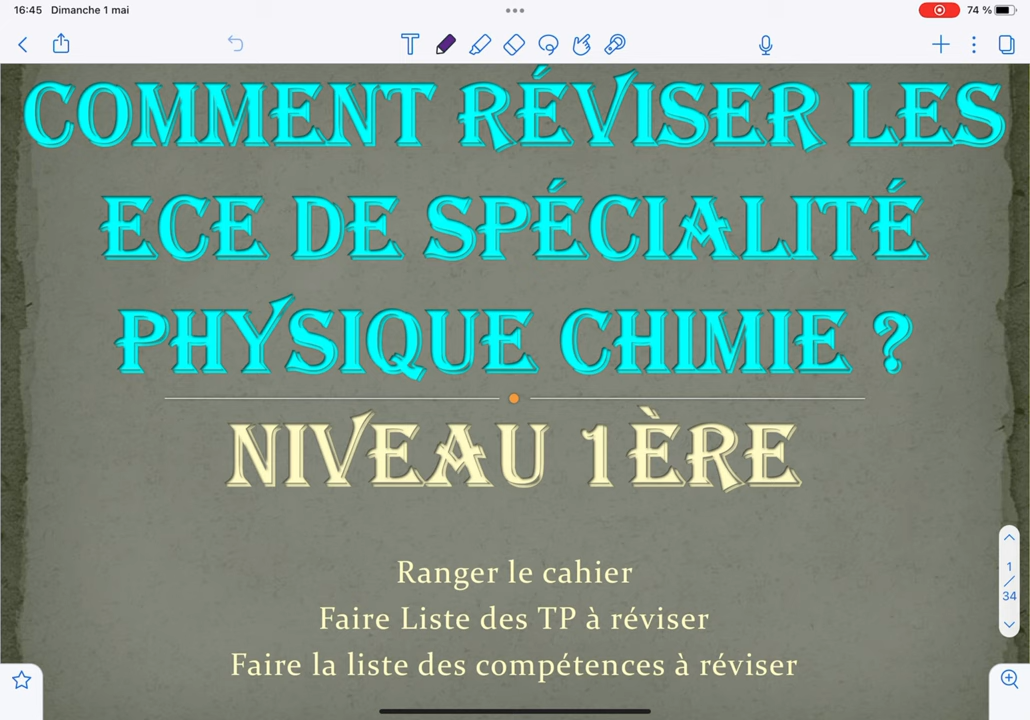 16:45 Dimanche 1 mai
74 %
COMMENT RÉVISER LES
ECE DE SPÉCIALITÉ
PHYSIQUE CHIMIE ?
NIVEAU 1ÈRE
Ranger le cahier
Faire Liste des TP à réviser
Faire la liste des compétences à réviser
1
/
34